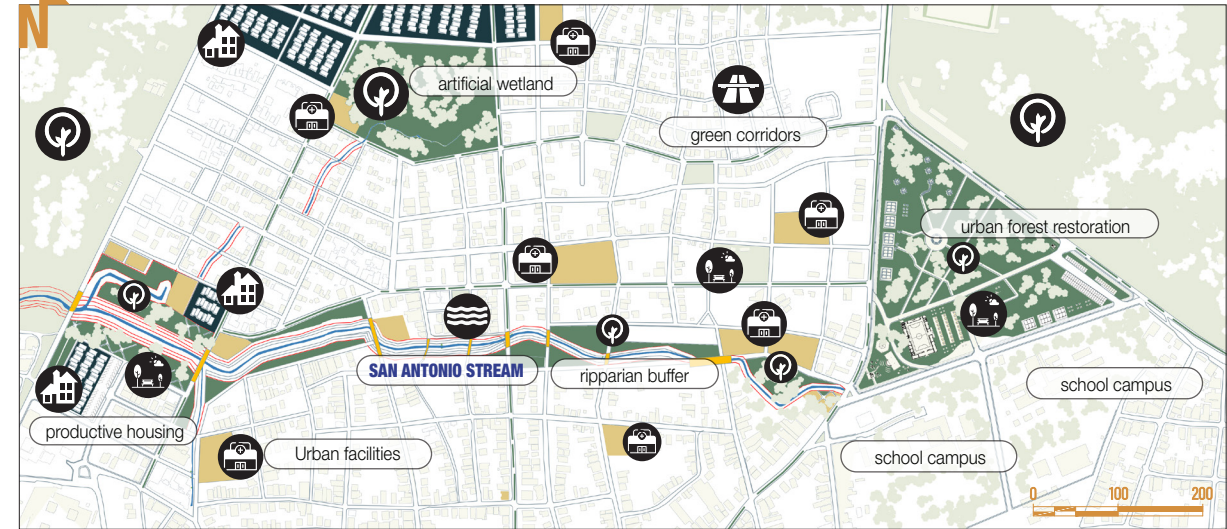 N
artificial wetland
green corridors
urban forest restoration
SAN ANTONIO STREAM
ripparian buffer
school campus
productive housing
Urban facilities
school campus
0 100 200